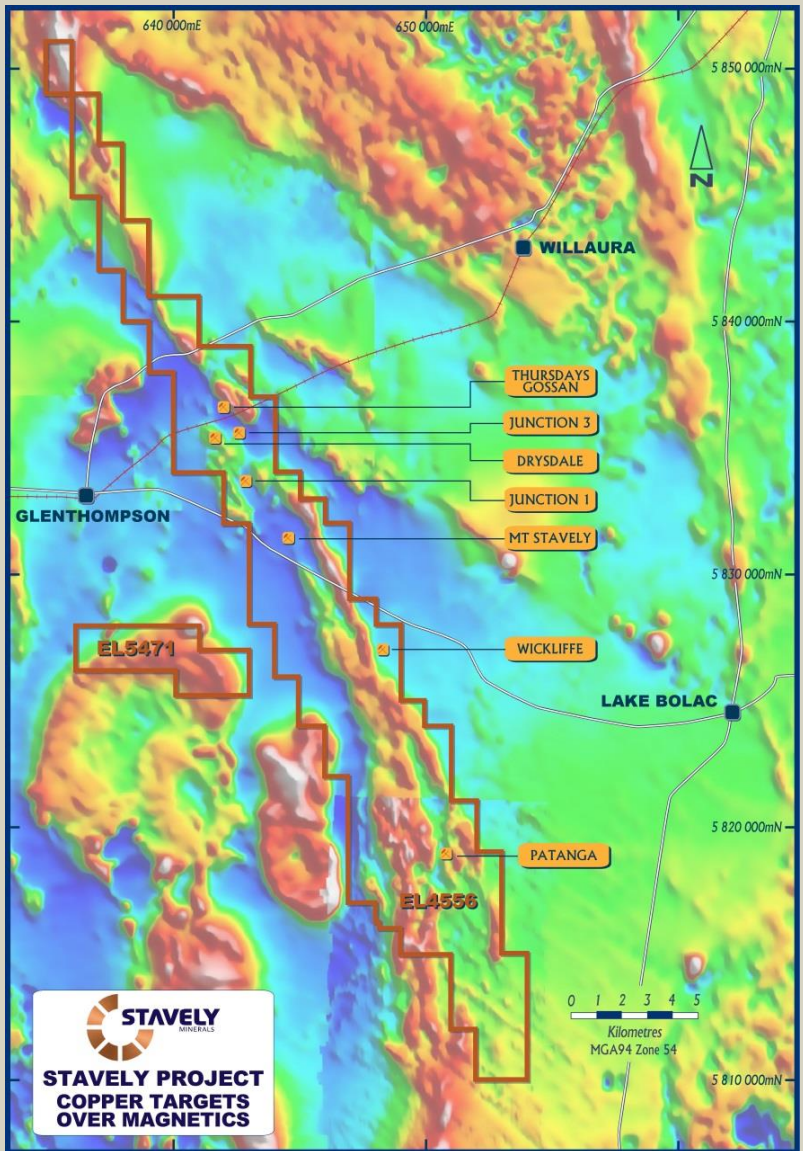 640 000mE
650 000mE
5 850 000mN
N
WILLAURA
5 840 000mN
THURSDAYS
GOSSAN
JUNCTION 3
DRYSDALE
JUNCTION 1
GLENTHOMPSON
MT STAVELY
5 830 000mN
EL5471
WICKLIFFE
LAKE BOLAC
5 820 000mN
PATANGA
EL4556
0 1 2 3 4 5
Kilometres
MGA94 Zone 54
STAVELY
MINERALS
STAVELY PROJECT
COPPER TARGETS
OVER MAGNETICS
5 810 000mN